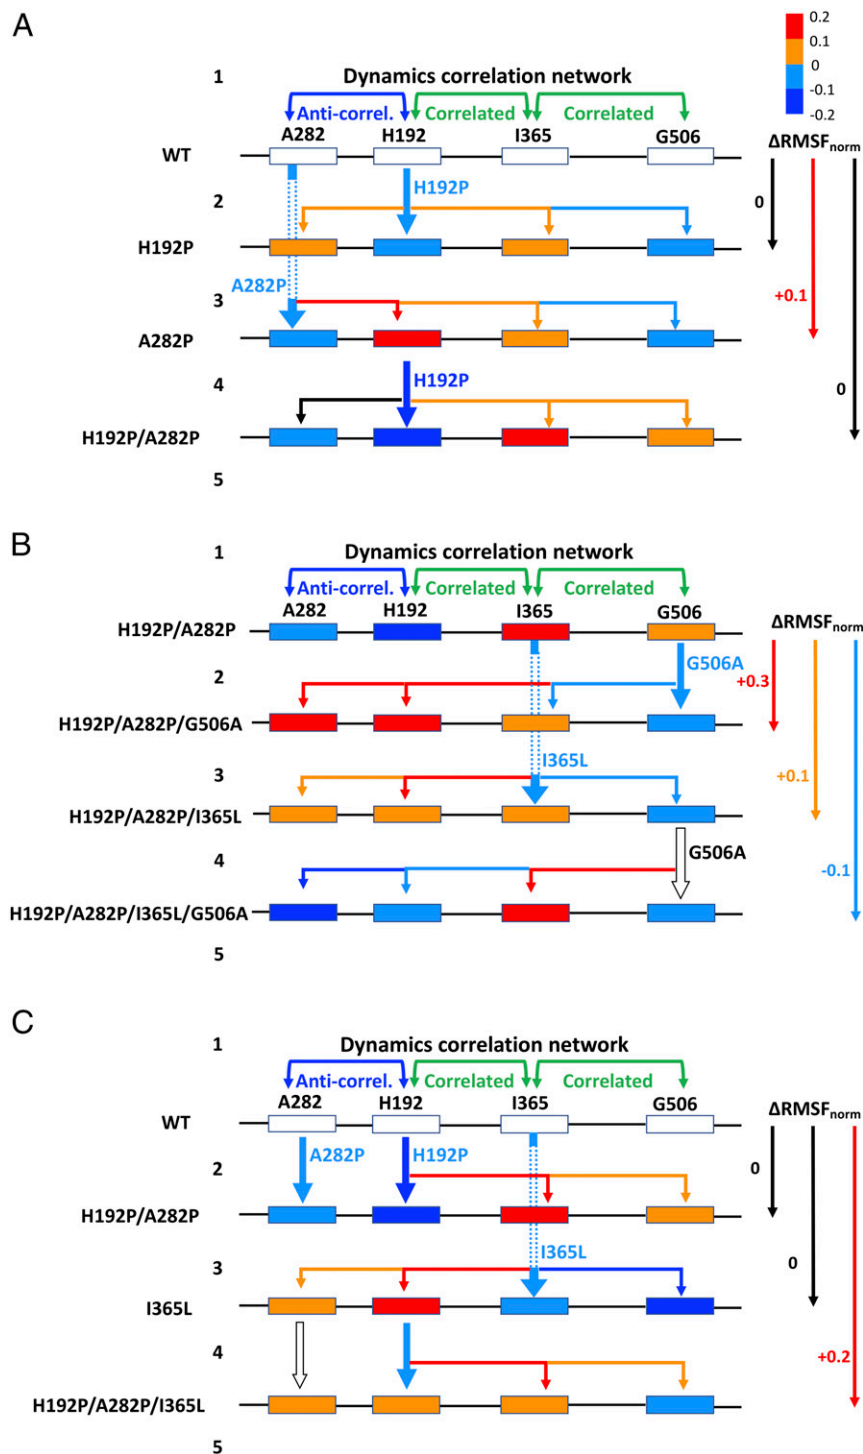 A
0.2
0.1
0
-0.1
-0.2
1 Dynamics correlation network
Anti-correl. Correlated Correlated
A282 H192 I365 G506
WT
ΔRMSFnorm
2 H192P 0
H192P
A282P
3 +0.1
A282P
H192P
4 0
H192P/A282P
5
B
1 Dynamics correlation network
Anti-correl. Correlated Correlated
A282 H192 I365 G506
H192P/A282P
ΔRMSFnorm
2 G506A +0.3
H192P/A282P/G506A
I365L
3 +0.1
H192P/A282P/I365L
4 G506A -0.1
H192P/A282P/I365L/G506A
5
C
1 Dynamics correlation network
Anti-correl. Correlated Correlated
A282 H192 I365 G506
WT
ΔRMSFnorm
A282P H192P
2 0
H192P/A282P
I365L
3 0
I365L
4 +0.2
H192P/A282P/I365L
5